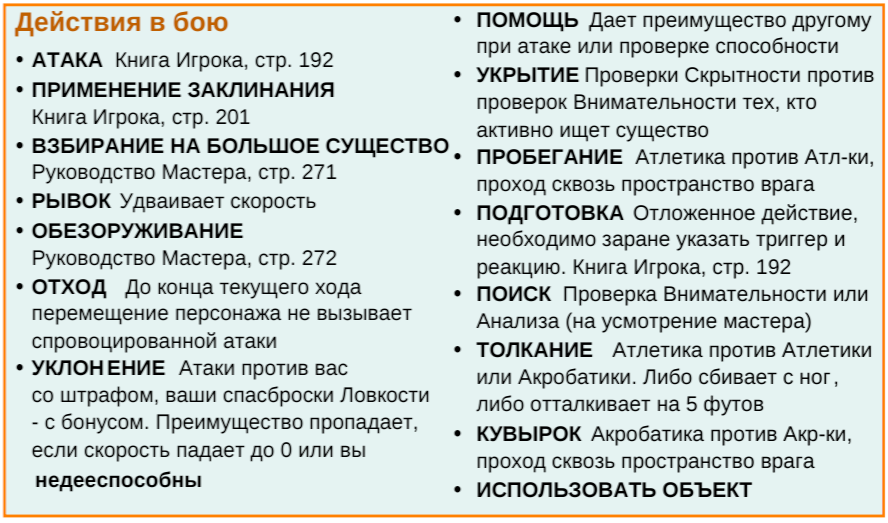 Действия в бою
• АТАКА Книга Игрока, стр. 192
• ПРИМЕНЕНИЕ ЗАКЛИНАНИЯ
Книга Игрока, стр. 201
• ВЗБИРАНИЕ НА БОЛЬШОЕ СУЩЕСТВО
Руководство Мастера, стр. 271
• РЫВОК Удваивает скорость
• ОБЕЗОРУЖИВАНИЕ
Руководство Мастера, стр. 272
• ОТХОД До конца текущего хода
перемещение персонажа не вызывает
спровоцированной атаки
• УКЛОНЕНИЕ Атаки против вас
со штрафом, ваши спасброски Ловкости
- с бонусом. Преимущество пропадает,
если скорость падает до 0 или вы
недееспособны
• ПОМОЩЬ Дает преимущество другому
при атаке или проверке способности
• УКРЫТИЕ Проверки Скрытности против
проверок Внимательности тех, кто
активно ищет существо
• ПРОБЕГАНИЕ Атлетика против Атл-ки,
проход сквозь пространство врага
• ПОДГОТОВКА Отложенное действие,
необходимо заране указать триггер и
реакцию. Книга Игрока, стр. 192
• ПОИСК Проверка Внимательности или
Анализа (на усмотрение мастера)
• ТОЛКАНИЕ Атлетика против Атлетики
или Акробатики. Либо сбивает с ног,
либо отталкивает на 5 футов
• КУВЫРОК Акробатика против Акр-ки,
проход сквозь пространство врага
• ИСПОЛЬЗОВАТЬ ОБЪЕКТ